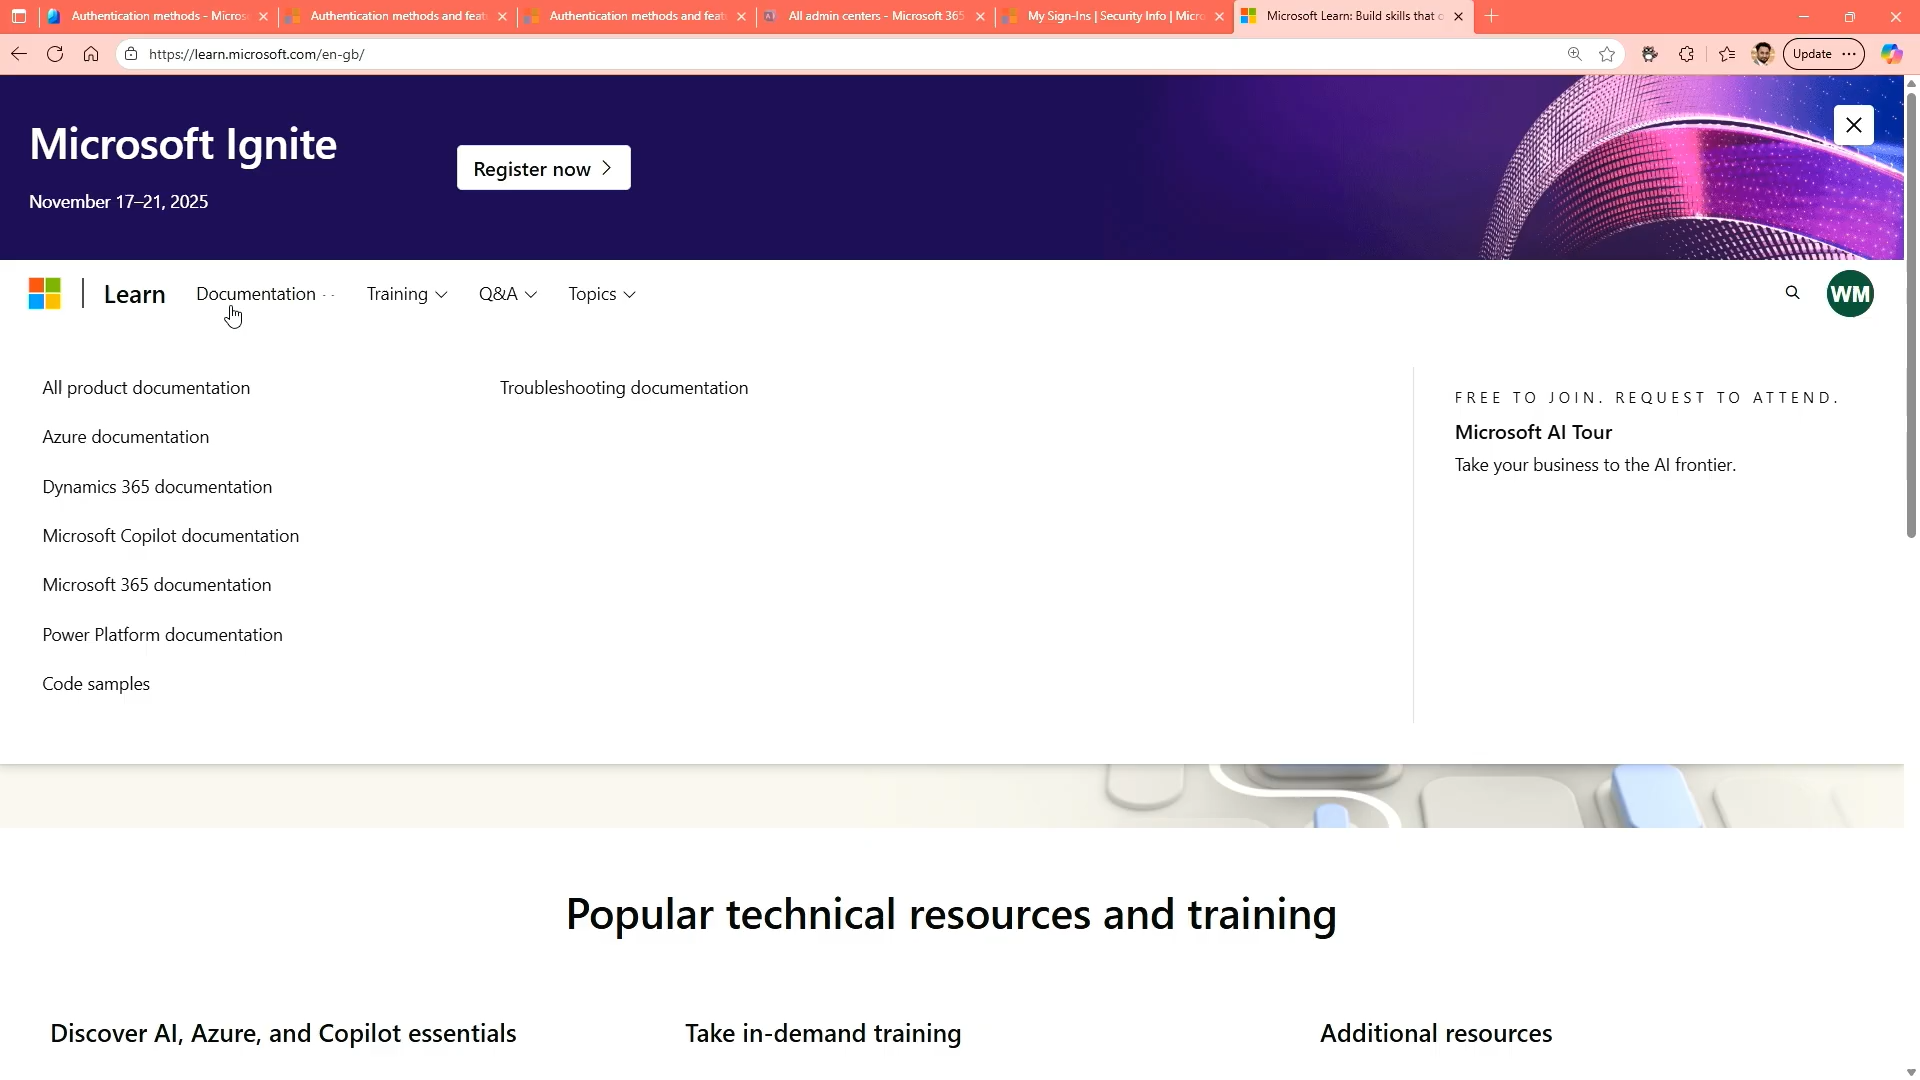 Authentication methods - Micros
Authentication methods and feat
Authentication methods and feat
All admin centers - Microsoft 365
My Sign-Ins | Security Info | Micro
Microsoft Learn: Build skills that o
https://learn.microsoft.com/en-gb/
Update
Microsoft Ignite
November 17–21, 2025
Register now
Learn
Documentation
Training
Q&A
Topics
WM
All product documentation
Troubleshooting documentation
Azure documentation
Dynamics 365 documentation
Microsoft Copilot documentation
Microsoft 365 documentation
Power Platform documentation
Code samples
FREE TO JOIN. REQUEST TO ATTEND.
Microsoft AI Tour
Take your business to the AI frontier.
Popular technical resources and training
Discover AI, Azure, and Copilot essentials
Take in-demand training
Additional resources